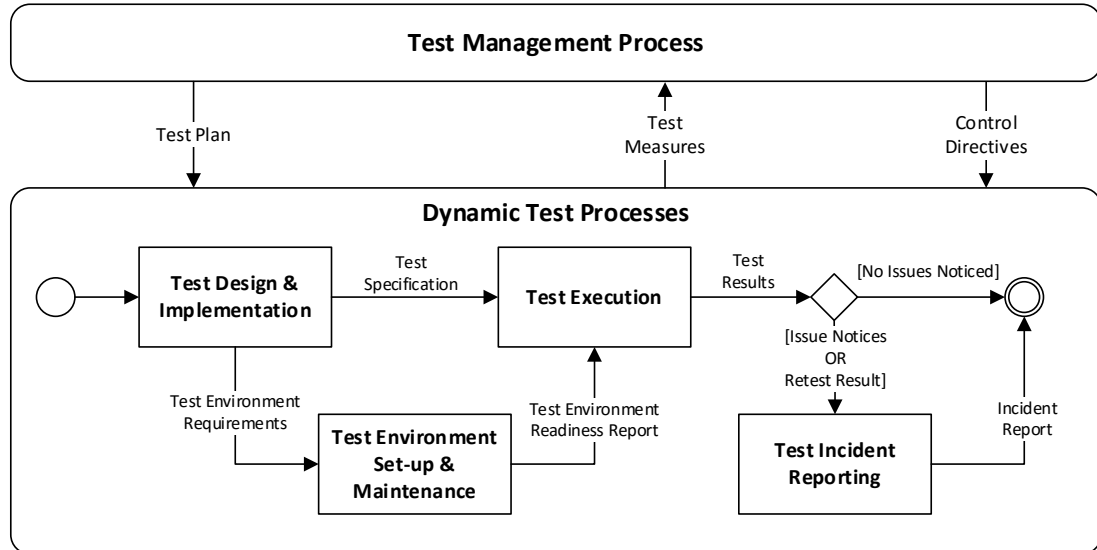 Test Management Process
Test Plan
Test
Measures
Control
Directives
Dynamic Test Processes
Test Design &
Implementation
Test
Specification
Test Execution
Test
Results
[No Issues Noticed]
[Issue Notices
OR
Retest Result]
Test Environment
Requirements
Test Environment
Set-up &
Maintenance
Test Environment
Readiness Report
Test Incident
Reporting
Incident
Report